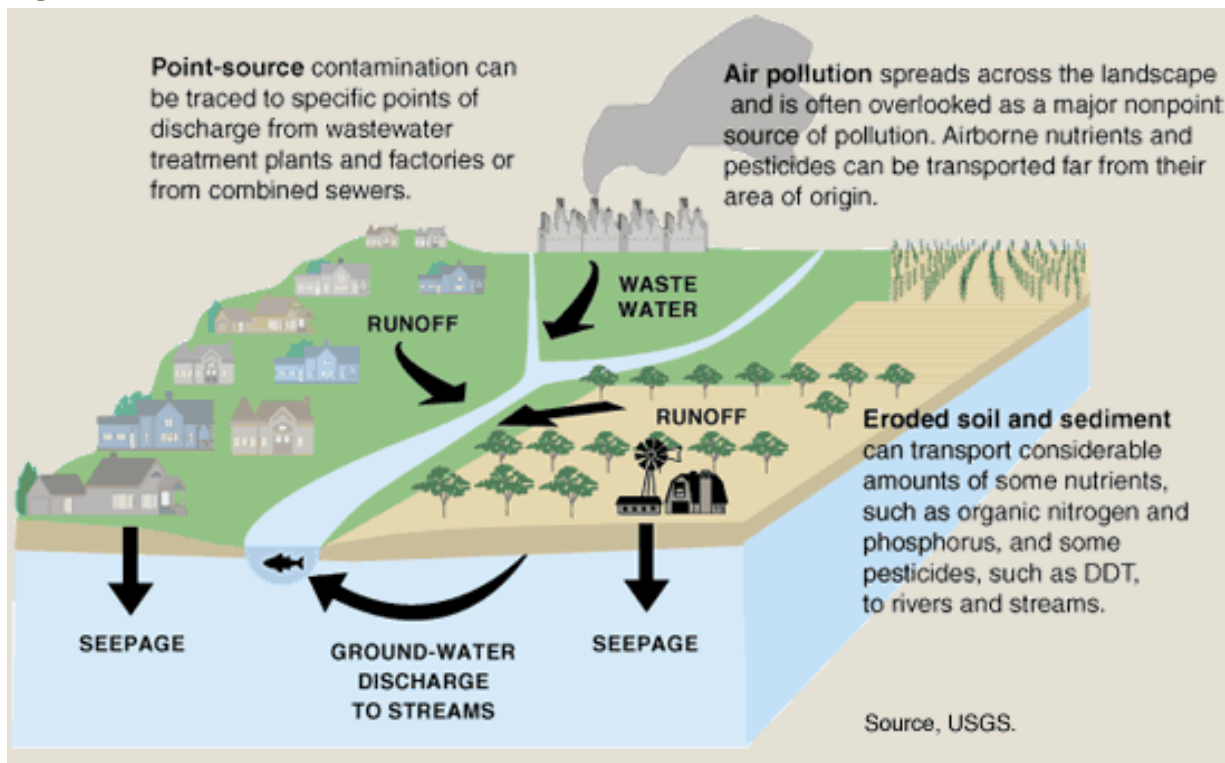 Point-source contamination can
be traced to specific points of
discharge from wastewater
treatment plants and factories or
from combined sewers.
Air pollution spreads across the landscape
and is often overlooked as a major nonpoint
source of pollution. Airborne nutrients and
pesticides can be transported far from their
area of origin.
WASTE
WATER
RUNOFF
RUNOFF
Eroded soil and sediment
can transport considerable
amounts of some nutrients,
such as organic nitrogen and
phosphorus, and some
pesticides, such as DDT,
to rivers and streams.
SEEPAGE
GROUND-WATER
DISCHARGE
TO STREAMS
SEEPAGE
Source, USGS.